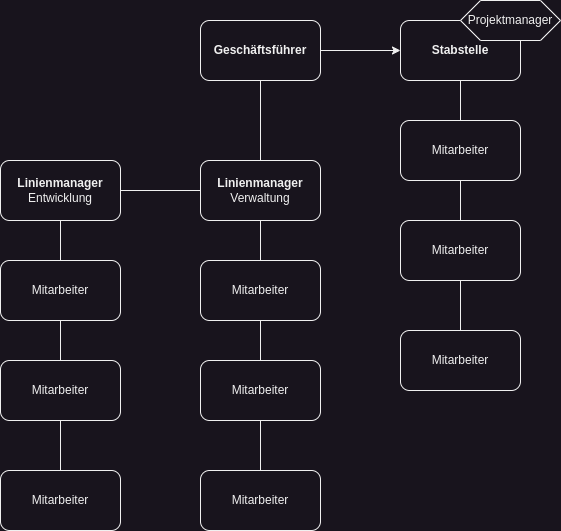 Projektmanager
Geschäftsführer
Stabstelle
Mitarbeiter
Linienmanager
Entwicklung
Linienmanager
Verwaltung
Mitarbeiter
Mitarbeiter
Mitarbeiter
Mitarbeiter
Mitarbeiter
Mitarbeiter
Mitarbeiter
Mitarbeiter